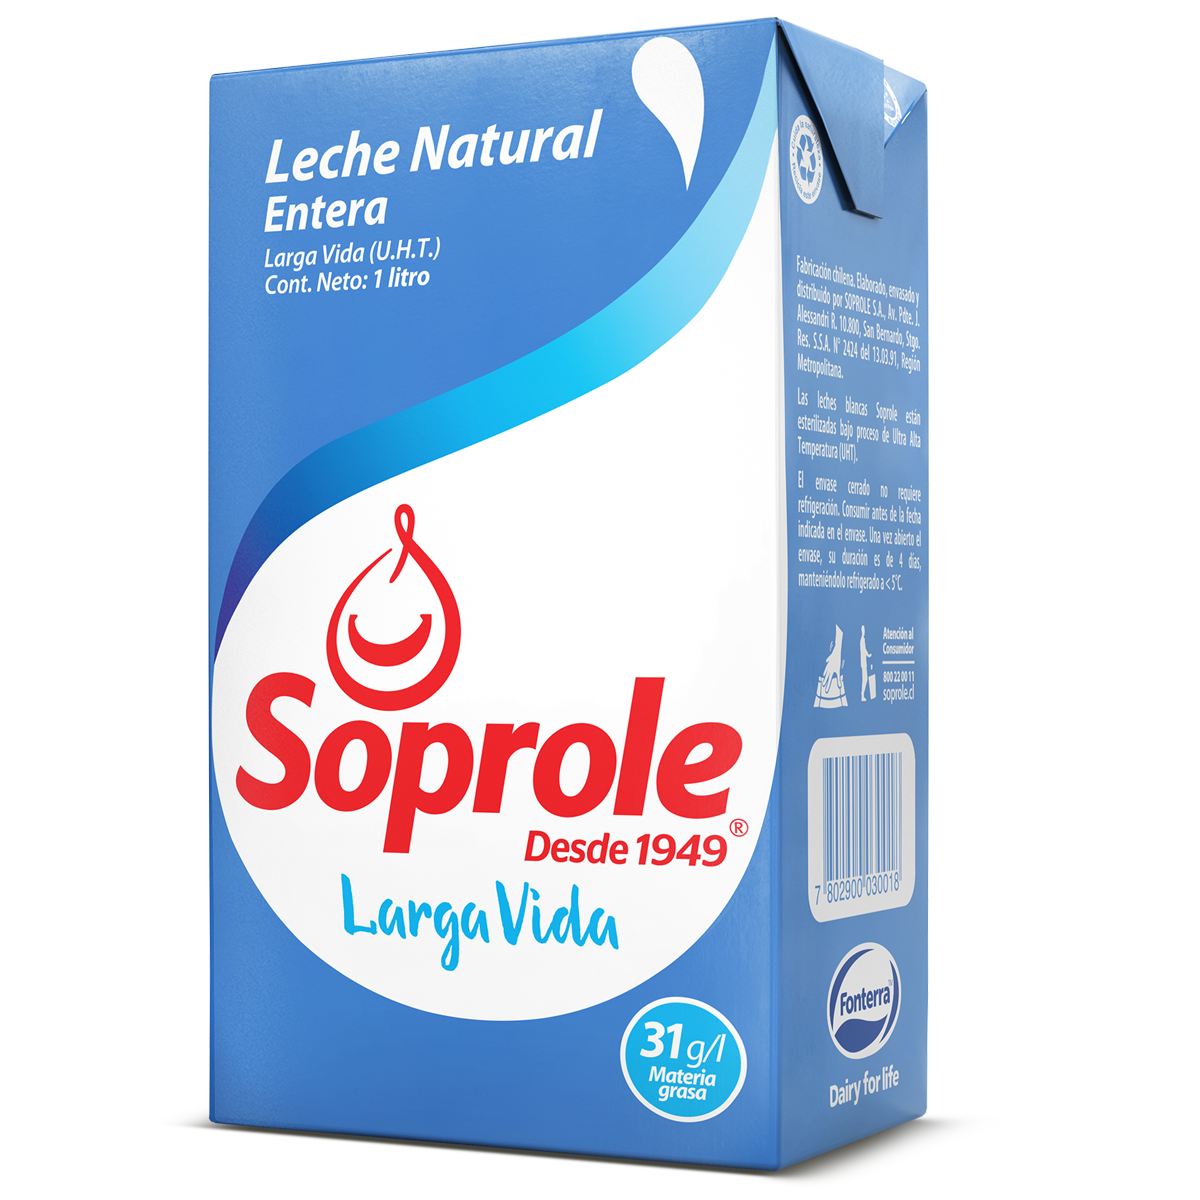 Leche Natural
Entera
Larga Vida (U.H.T.)
Cont. Neto: 1 litro
Soprole®
Desde 1949
Larga Vida
31 g/l
Materia
grasa
Fabricación chilena. Elaborado, envasado y
distribuido por SOPROLE S.A., Av. Pdte. J.
Alessandri R. 10.800, San Bernardo, Stgo.
Res. S.S.A. N° 2424 del 13.03.91, Región
Metropolitana.
Las leches blancas Soprole están
esterilizadas bajo proceso de Ultra Alta
Temperatura (UHT).
El envase cerrado no requiere
refrigeración. Consumir antes de la fecha
indicada en el envase. Una vez abierto el
envase, su duración es de 4 días,
manteniéndolo refrigerado a < 5°C.
Atención al
Consumidor
800 22 00 11
soprole.cl
7 802900 030018
Fonterra
Dairy for life